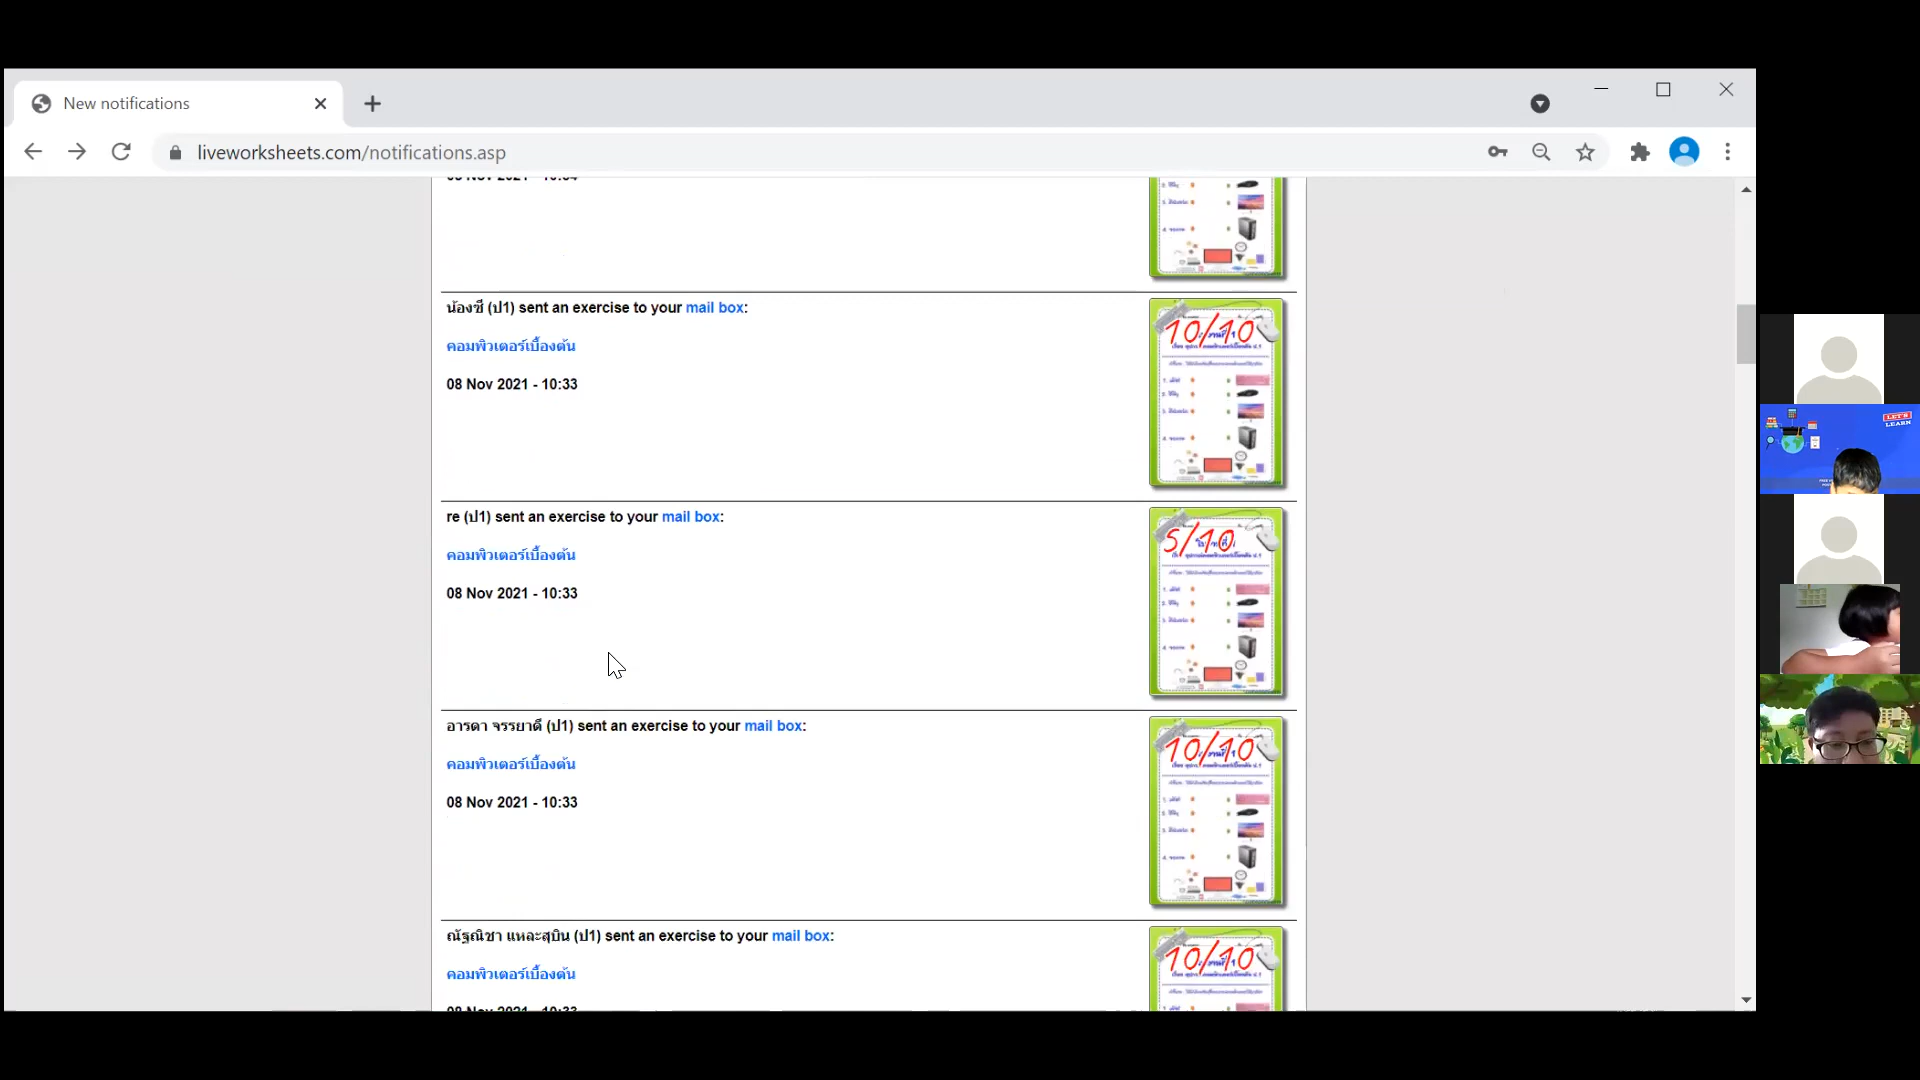 New notifications
liveworksheets.com/notifications.asp
น้องซี (ป1) sent an exercise to your mail box:
คอมพิวเตอร์เบื้องต้น
08 Nov 2021 - 10:33
10/10
re (ป1) sent an exercise to your mail box:
คอมพิวเตอร์เบื้องต้น
08 Nov 2021 - 10:33
5/10
อารดา จรรยาดี (ป1) sent an exercise to your mail box:
คอมพิวเตอร์เบื้องต้น
08 Nov 2021 - 10:33
10/10
ณัฐณิชา แหละสุบิน (ป1) sent an exercise to your mail box:
คอมพิวเตอร์เบื้องต้น
08 Nov 2021 - 10:33
10/10
LET'S
LEARN